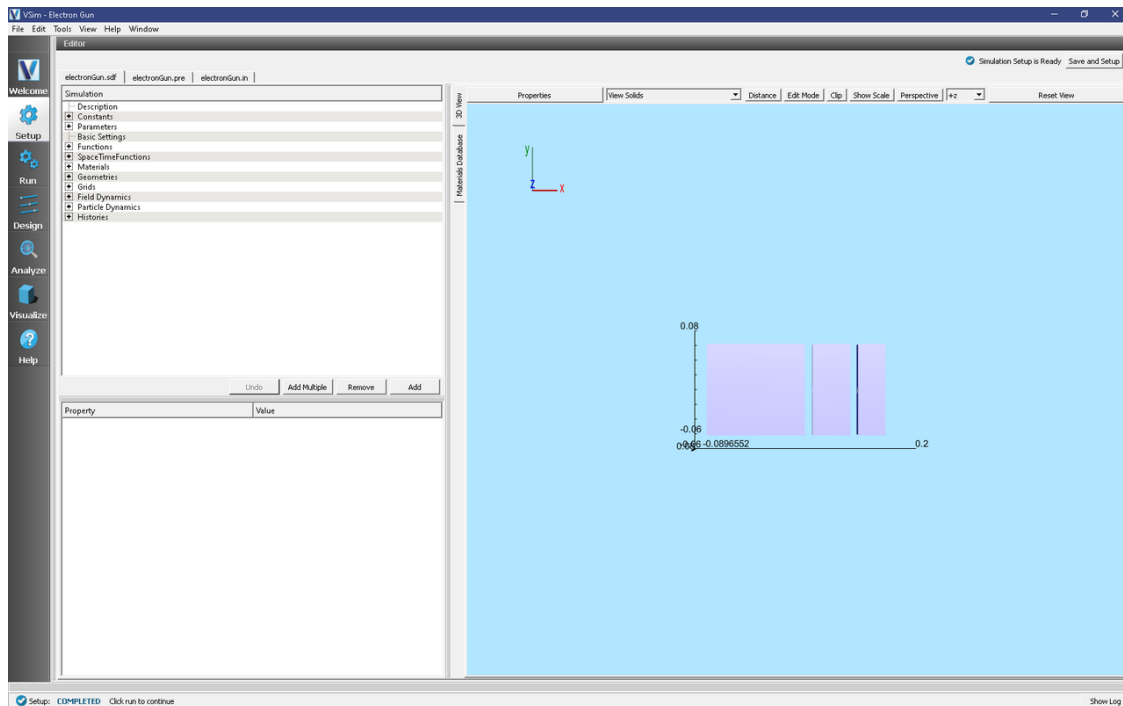 VSim - Electron Gun
File Edit Tools View Help Window
Editor
Simulation Setup is Ready Save and Setup
Welcome
Setup
Run
Design
Analyze
Visualize
Help
electronGun.sdf electronGun.pre electronGun.in
Simulation
Description
Constants
Parameters
Basic Settings
Functions
SpaceTimeFunctions
Materials
Geometries
Grids
Field Dynamics
Particle Dynamics
Histories
Undo Add Multiple Remove Add
Property Value
3D View
Materials Database
Properties View Solids Distance Edit Mode Clip Show Scale Perspective +z Reset View
y
z x
0.08
-0.06
-0.0896552 0.2
Setup: COMPLETED Click run to continue Show Log